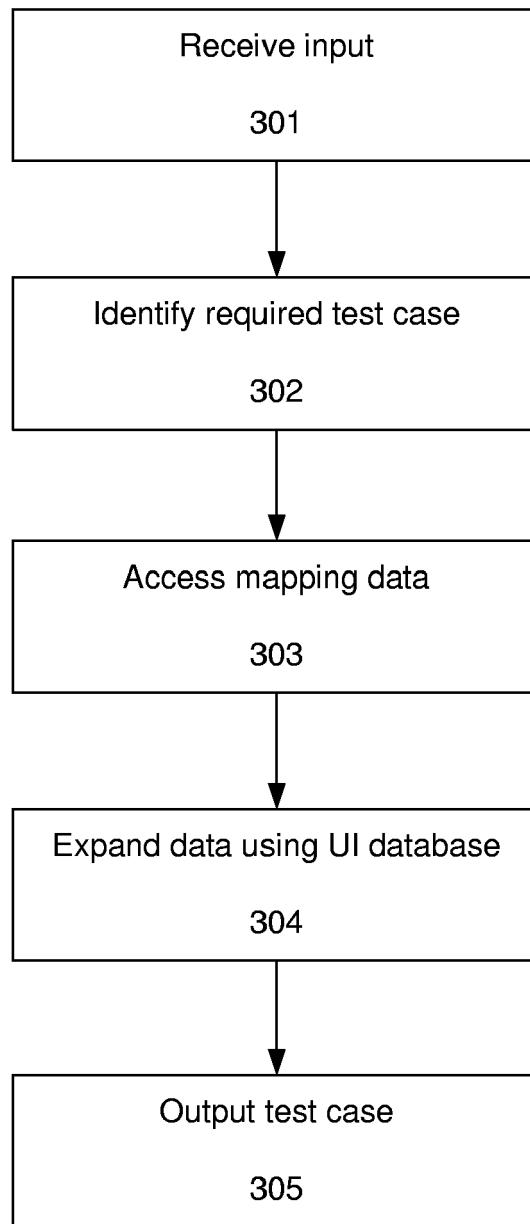 Receive input
301
Identify required test case
302
Access mapping data
303
Expand data using UI database
304
Output test case
305